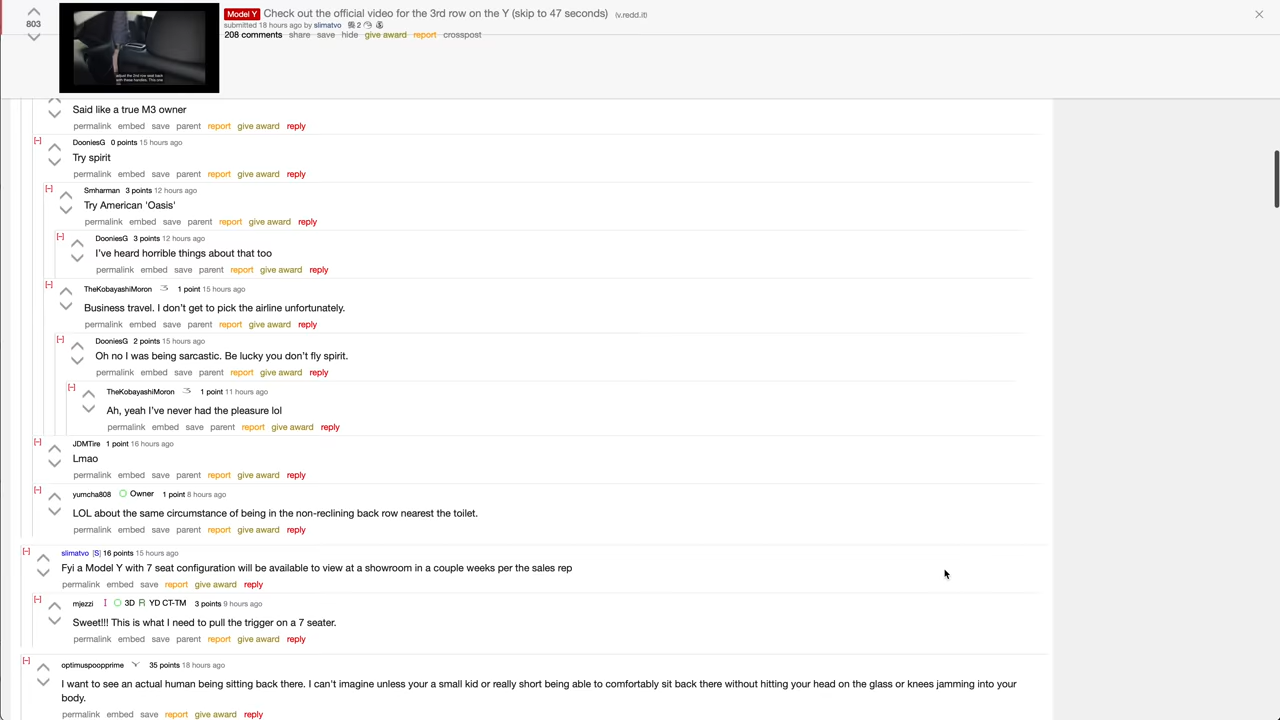 803
Model Y Check out the official video for the 3rd row on the Y (skip to 47 seconds) (v.redd.it)
submitted 18 hours ago by slimatvo 2
208 comments share save hide give award report crosspost
adjust the 2nd row seat back
with these handles. This one
Said like a true M3 owner
permalink embed save parent report give award reply
[-] DooniesG 0 points 15 hours ago
Try spirit
permalink embed save parent report give award reply
[-] Smharman 3 points 12 hours ago
Try American 'Oasis'
permalink embed save parent report give award reply
[-] DooniesG 3 points 12 hours ago
I've heard horrible things about that too
permalink embed save parent report give award reply
[-] TheKobayashiMoron 1 point 15 hours ago
Business travel. I don't get to pick the airline unfortunately.
permalink embed save parent report give award reply
[-] DooniesG 2 points 15 hours ago
Oh no I was being sarcastic. Be lucky you don't fly spirit.
permalink embed save parent report give award reply
[-] TheKobayashiMoron 1 point 11 hours ago
Ah, yeah I've never had the pleasure lol
permalink embed save parent report give award reply
[-] JDMTire 1 point 16 hours ago
Lmao
permalink embed save parent report give award reply
[-] yumcha808 Owner 1 point 8 hours ago
LOL about the same circumstance of being in the non-reclining back row nearest the toilet.
permalink embed save parent report give award reply
[-] slimatvo [S] 16 points 15 hours ago
Fyi a Model Y with 7 seat configuration will be available to view at a showroom in a couple weeks per the sales rep
permalink embed save report give award reply
[-] mjezzi 3D YD CT-TM 3 points 9 hours ago
Sweet!!! This is what I need to pull the trigger on a 7 seater.
permalink embed save parent report give award reply
[-] optimuspoopprime 35 points 18 hours ago
I want to see an actual human being sitting back there. I can't imagine unless your a small kid or really short being able to comfortably sit back there without hitting your head on the glass or knees jamming into your
body.
permalink embed save report give award reply